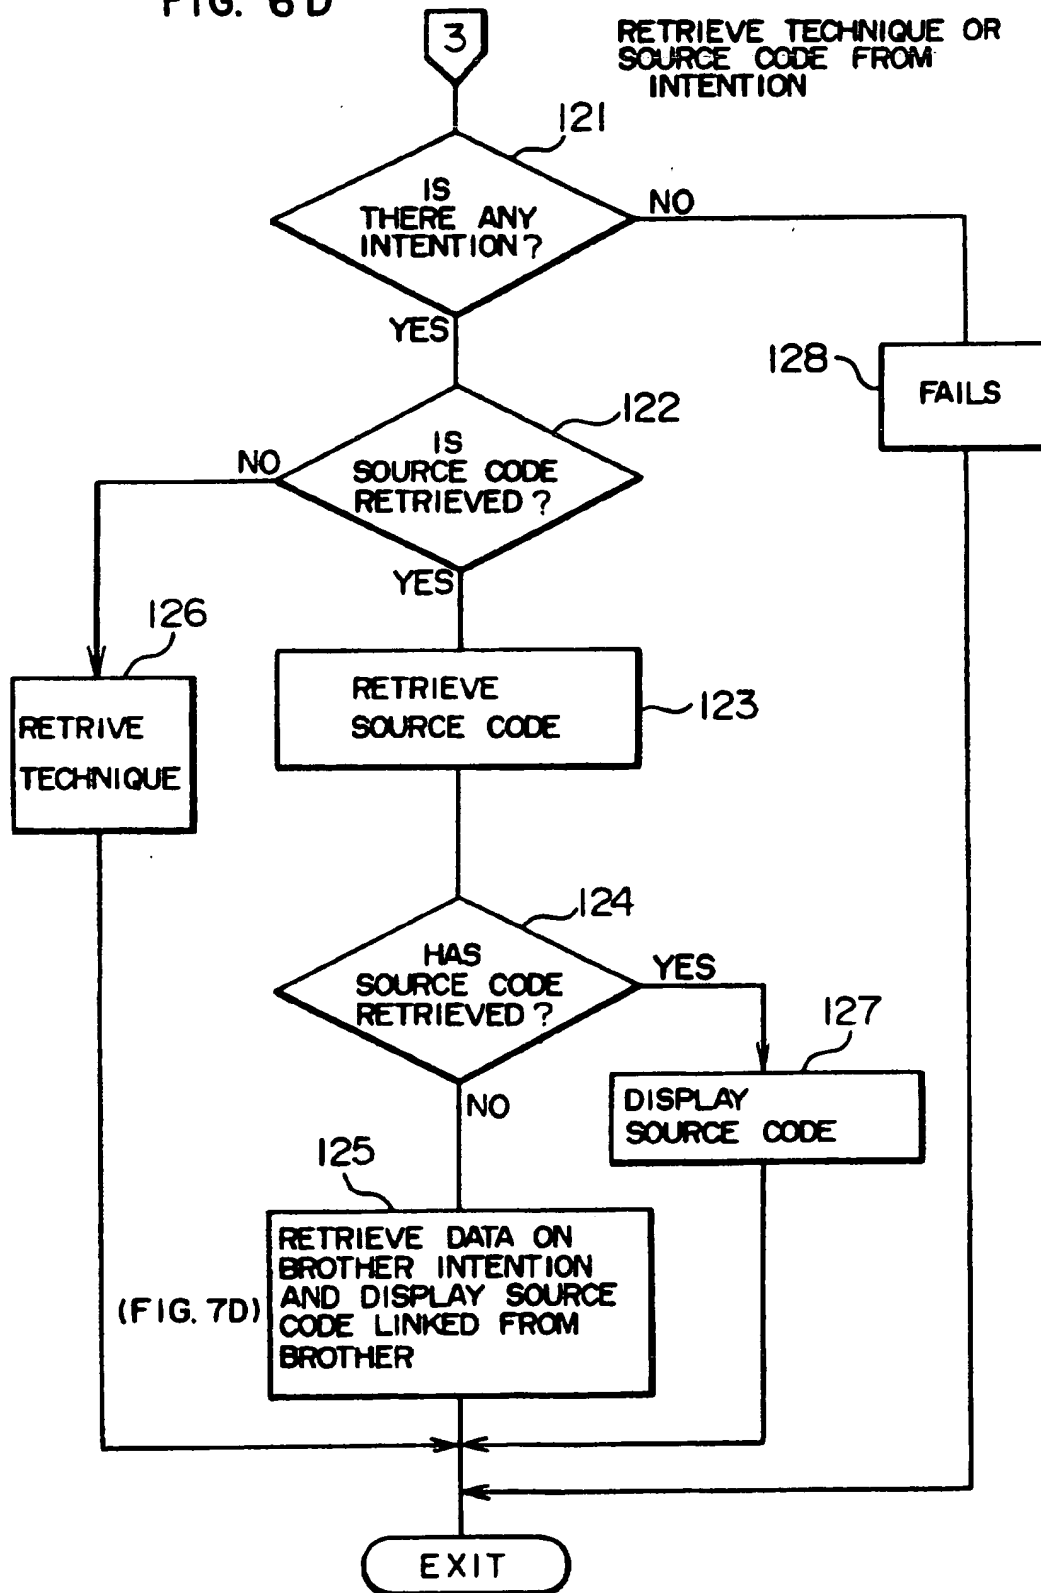 FIG. 6D
3
RETRIEVE TECHNIQUE OR
SOURCE CODE FROM
INTENTION
121
IS
THERE ANY
INTENTION?
NO
YES
128
FAILS
122
IS
SOURCE CODE
RETRIEVED?
NO
YES
126
RETRIVE
TECHNIQUE
RETRIEVE
SOURCE CODE
123
124
HAS
SOURCE CODE
RETRIEVED?
YES
NO
127
DISPLAY
SOURCE CODE
125
RETRIEVE DATA ON
BROTHER INTENTION
AND DISPLAY SOURCE
CODE LINKED FROM
BROTHER
(FIG. 7D)
EXIT